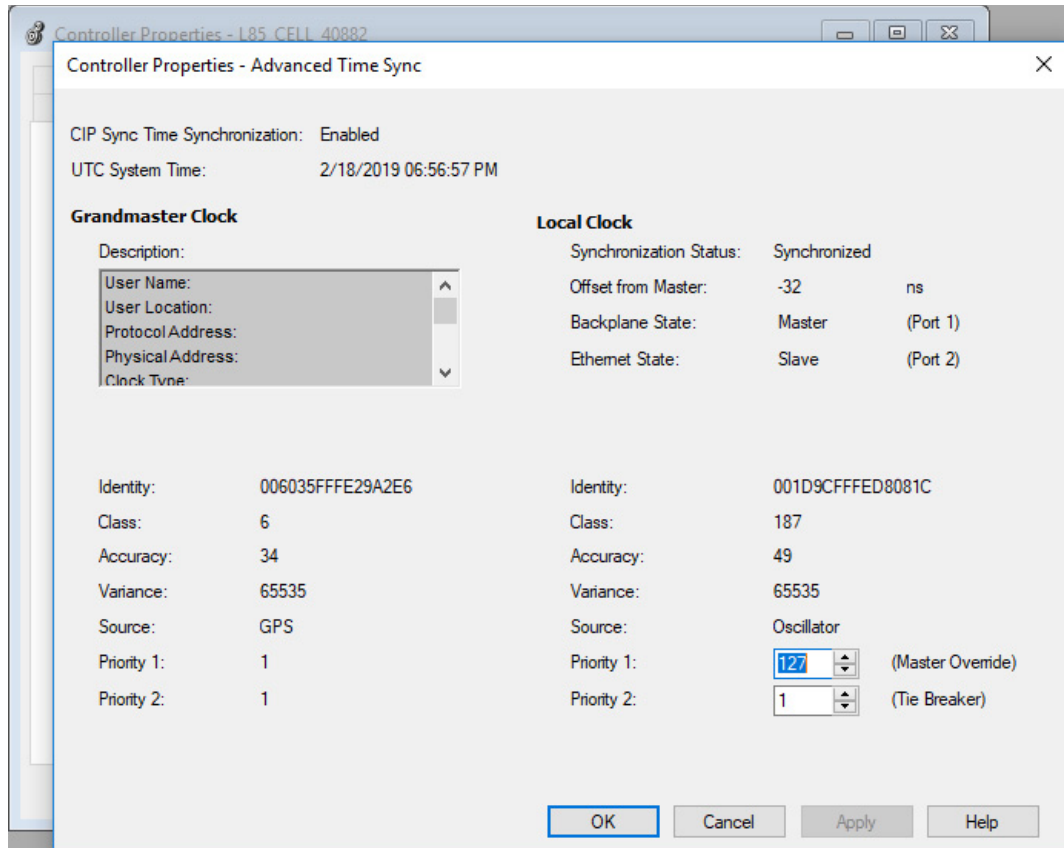 Controller Properties - L85_CELL_40882
Controller Properties - Advanced Time Sync
CIP Sync Time Synchronization: Enabled
UTC System Time: 2/18/2019 06:56:57 PM
Grandmaster Clock
Description:
User Name:
User Location:
Protocol Address:
Physical Address:
Clock Type:
Identity: 006035FFFE29A2E6
Class: 6
Accuracy: 34
Variance: 65535
Source: GPS
Priority 1: 1
Priority 2: 1
Local Clock
Synchronization Status: Synchronized
Offset from Master: -32 ns
Backplane State: Master (Port 1)
Ethernet State: Slave (Port 2)
Identity: 001D9CFFFED8081C
Class: 187
Accuracy: 49
Variance: 65535
Source: Oscillator
Priority 1: 127 (Master Override)
Priority 2: 1 (Tie Breaker)
OK Cancel Apply Help